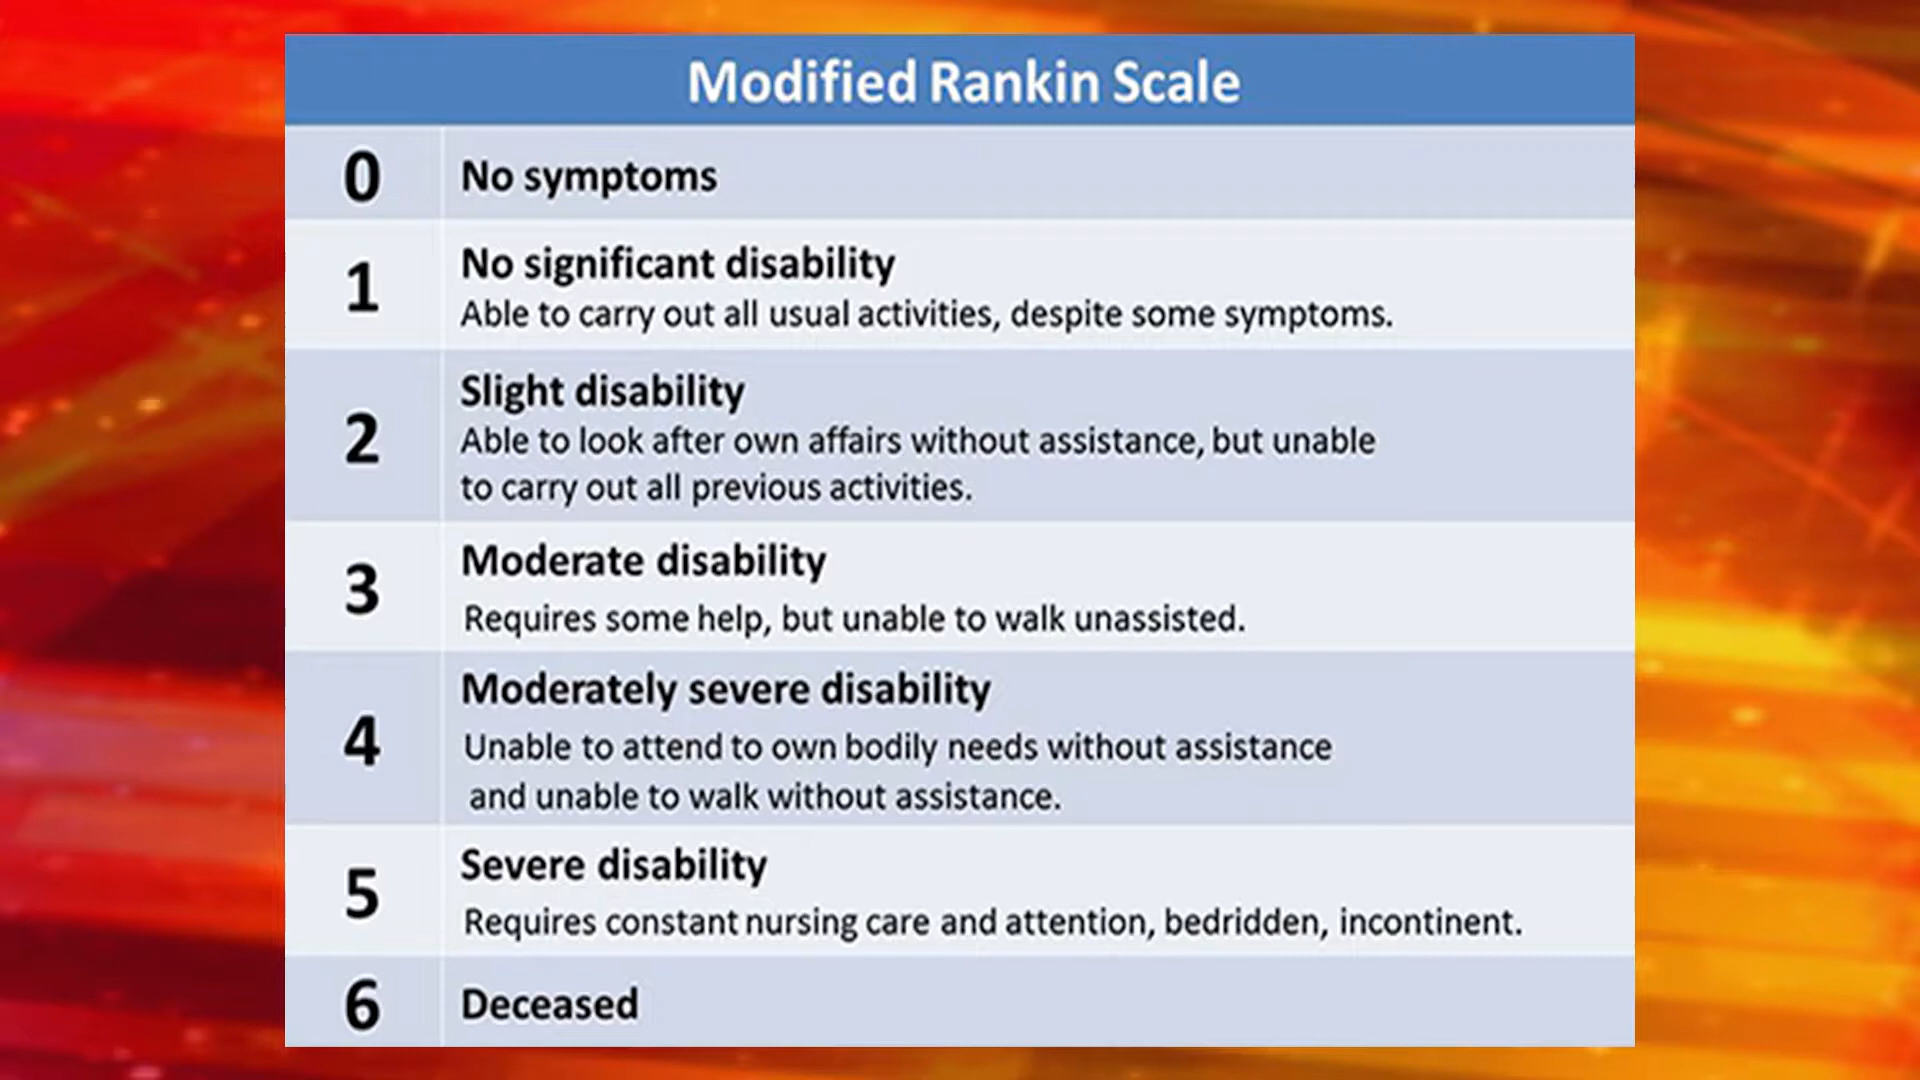 Modified Rankin Scale
0 No symptoms
1 No significant disability
Able to carry out all usual activities, despite some symptoms.
2 Slight disability
Able to look after own affairs without assistance, but unable
to carry out all previous activities.
3 Moderate disability
Requires some help, but unable to walk unassisted.
4 Moderately severe disability
Unable to attend to own bodily needs without assistance
and unable to walk without assistance.
5 Severe disability
Requires constant nursing care and attention, bedridden, incontinent.
6 Deceased